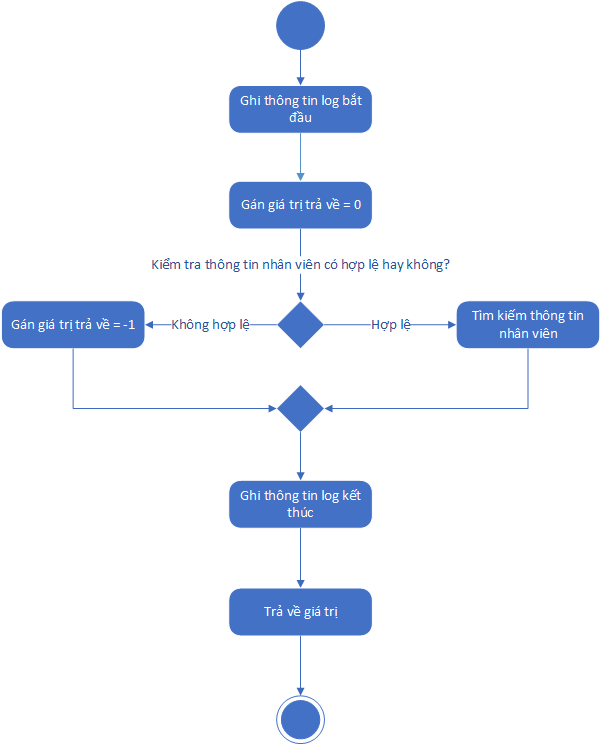 Ghi thông tin log bắt
đầu
Gán giá trị trả về = 0
Kiểm tra thông tin nhân viên có hợp lệ hay không?
Gán giá trị trả về = -1
Không hợp lệ
Hợp lệ
Tìm kiếm thông tin
nhân viên
Ghi thông tin log kết
thúc
Trả về giá trị